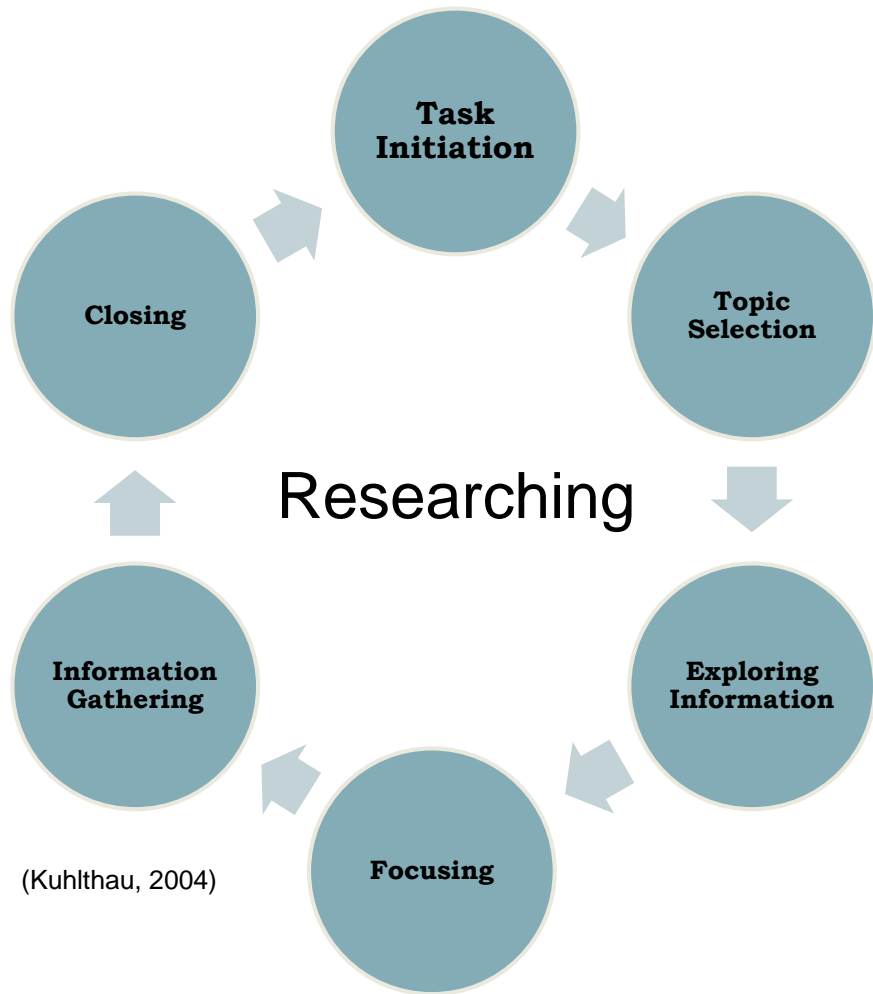 Task
Initiation
Topic
Selection
Exploring
Information
Focusing
Information
Gathering
Closing
Researching
(Kuhlthau, 2004)